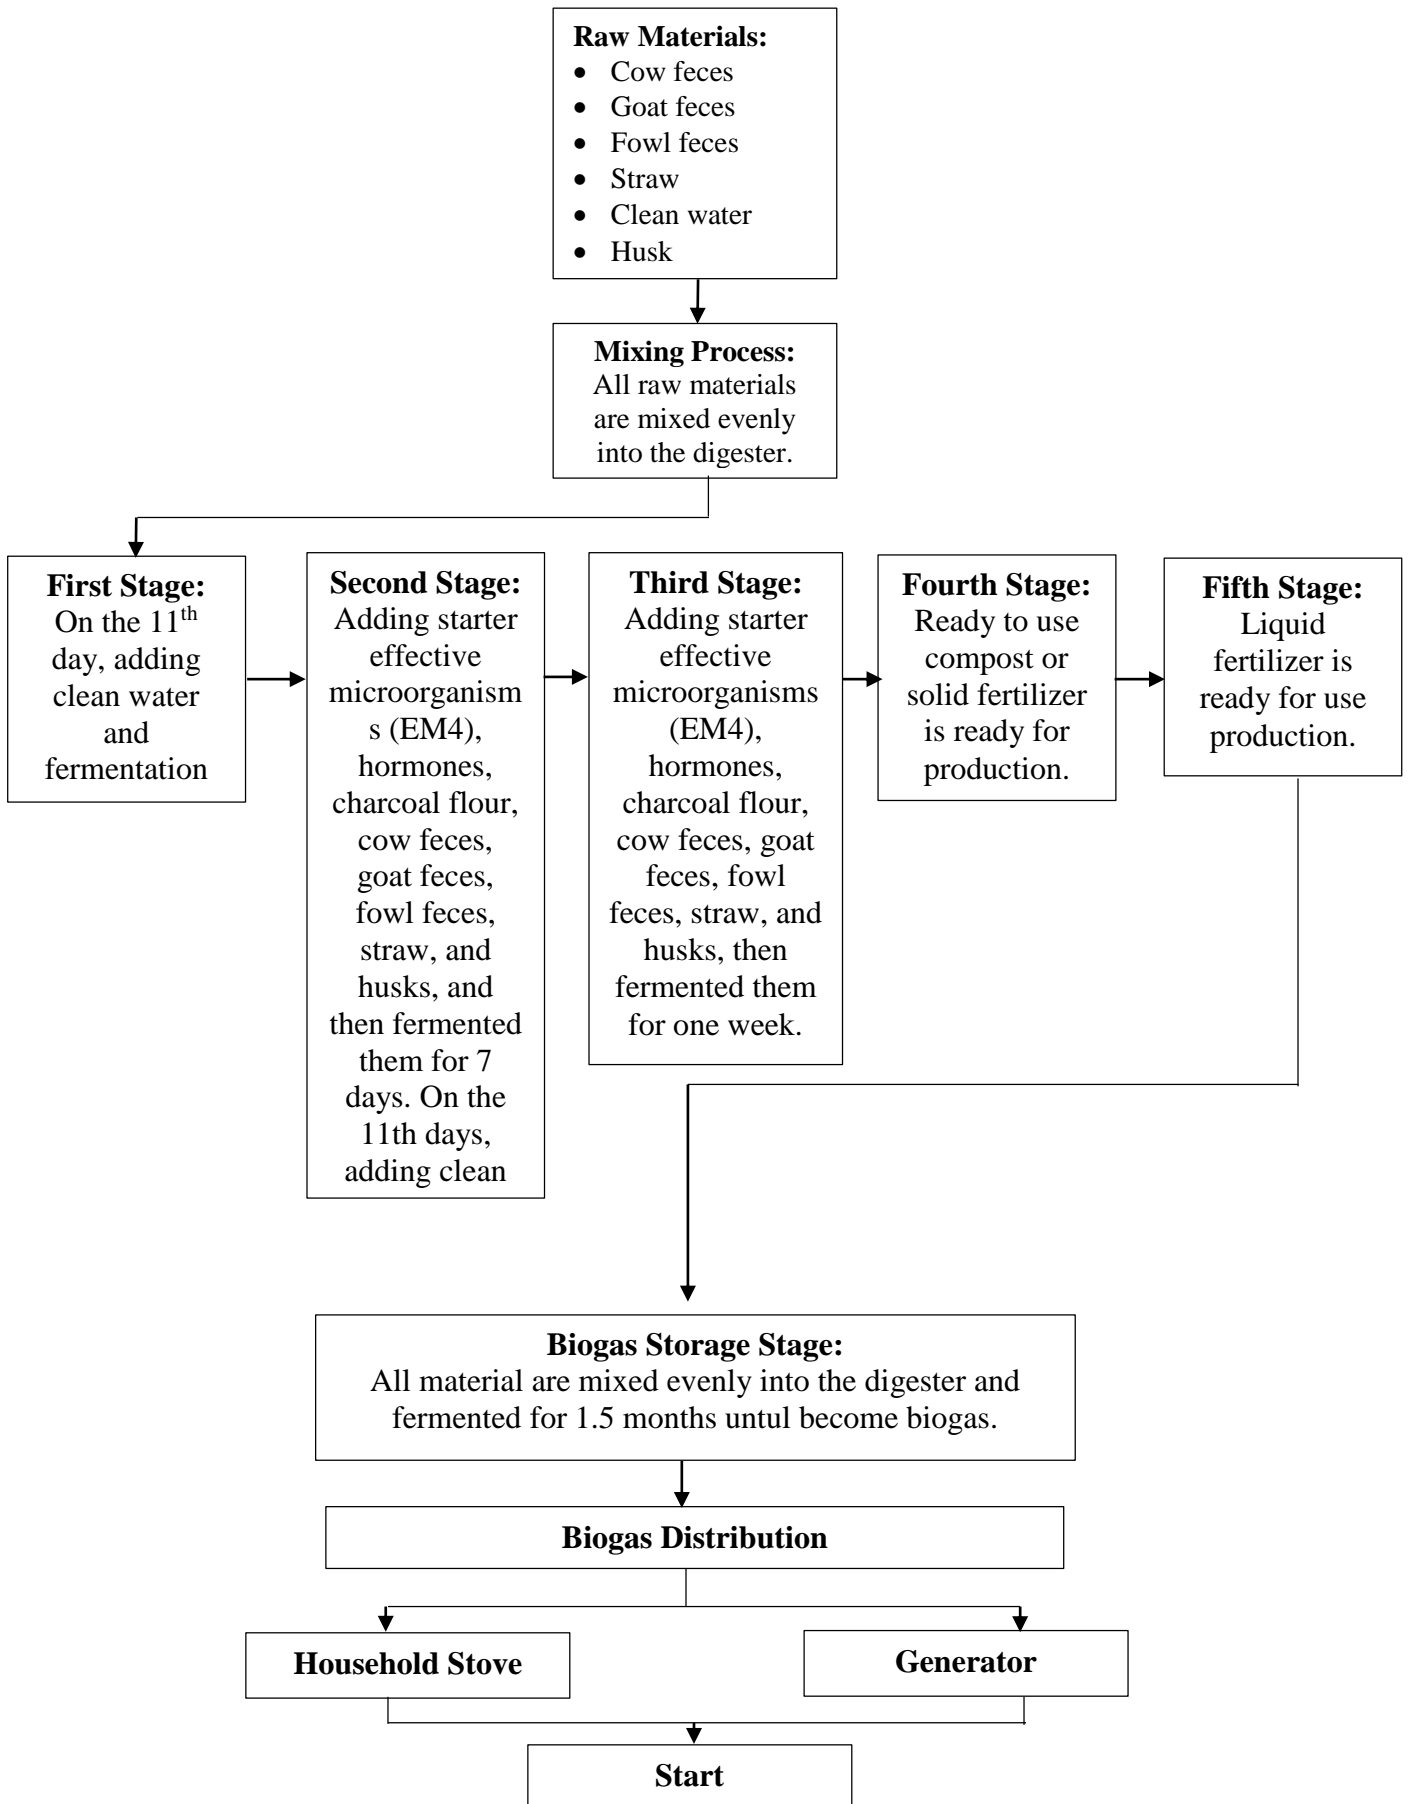 Raw Materials:
• Cow feces
• Goat feces
• Fowl feces
• Straw
• Clean water
• Husk
Mixing Process:
All raw materials
are mixed evenly
into the digester.
First Stage:
On the 11th
day, adding
clean water
and
fermentation
Second Stage:
Adding starter
effective
microorganism
s (EM4),
hormones,
charcoal flour,
cow feces,
goat feces,
fowl feces,
straw, and
husks, and
then fermented
them for 7
days. On the
11th days,
adding clean
Third Stage:
Adding starter
effective
microorganisms
(EM4),
hormones,
charcoal flour,
cow feces, goat
feces, fowl
feces, straw, and
husks, then
fermented them
for one week.
Fourth Stage:
Ready to use
compost or
solid fertilizer
is ready for
production.
Fifth Stage:
Liquid
fertilizer is
ready for use
production.
Biogas Storage Stage:
All material are mixed evenly into the digester and
fermented for 1.5 months untul become biogas.
Biogas Distribution
Household Stove
Generator
Start